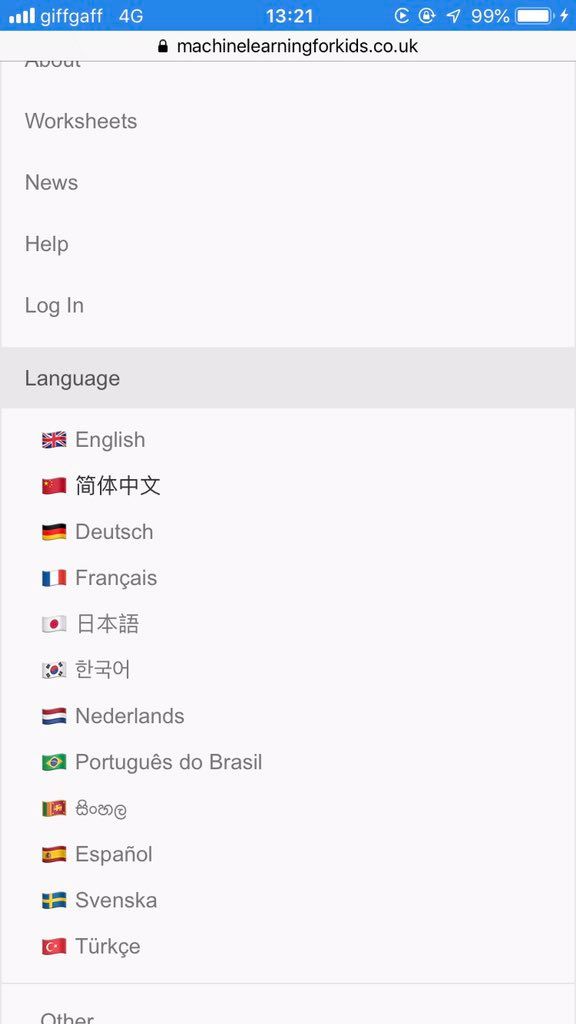 giffgaff 4G 13:21 99%
machinelearningforkids.co.uk
About
Worksheets
News
Help
Log In
Language
English
简体中文
Deutsch
Français
日本語
한국어
Nederlands
Português do Brasil
සිංහල
Español
Svenska
Türkçe
Other